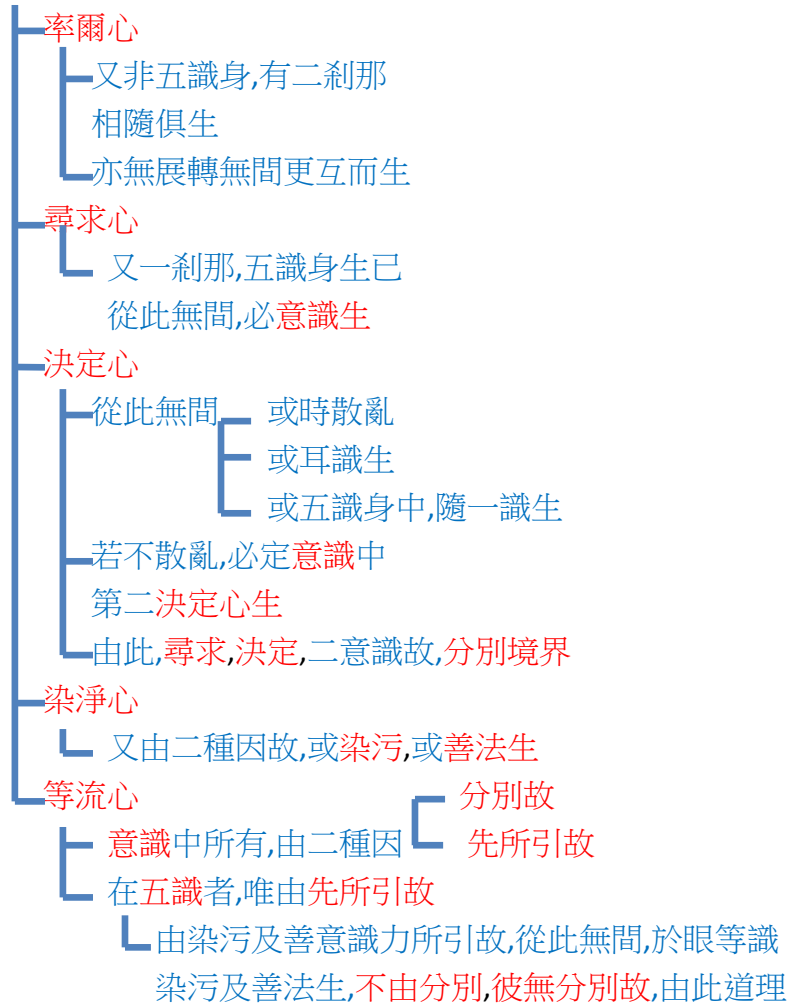 率爾心
又非五識身,有二剎那
相隨俱生
亦無展轉無間更互而生
尋求心
又一剎那,五識身生已
從此無間,必意識生
決定心
從此無間
或時散亂
或耳識生
或五識身中,隨一識生
若不散亂,必定意識中
第二決定心生
由此,尋求,決定,二意識故,分別境界
染淨心
又由二種因故,或染污,或善法生
等流心
意識中所有,由二種因
分別故
先所引故
在五識者,唯由先所引故
由染污及善意識力所引故,從此無間,於眼等識
染污及善法生,不由分別,彼無分別故,由此道理